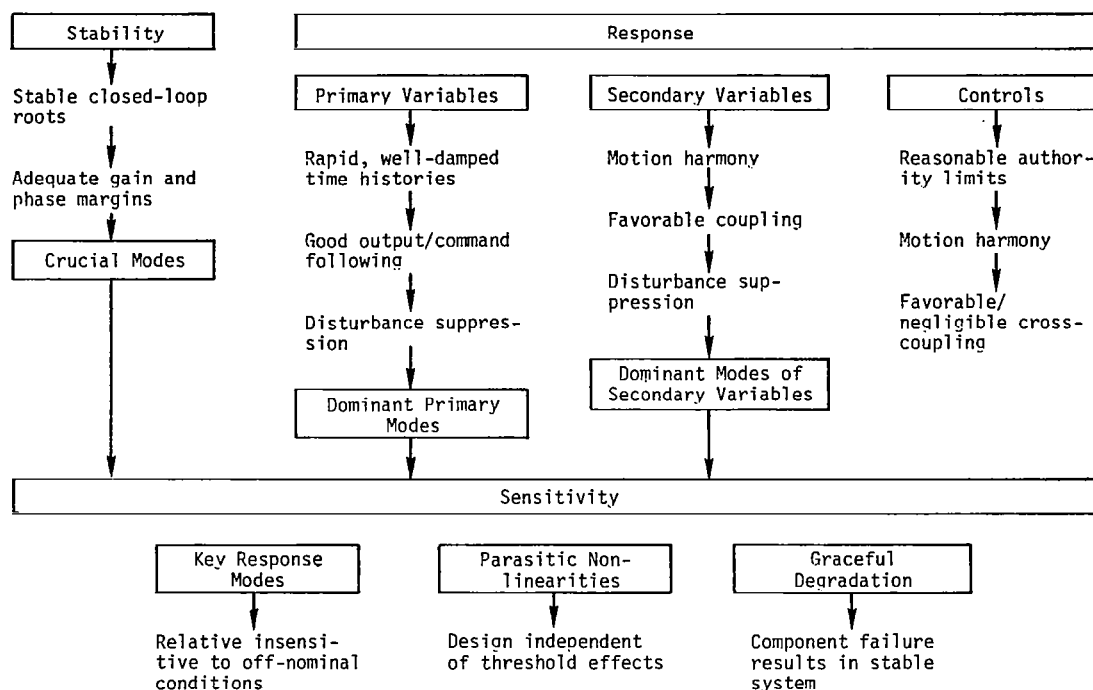 Stability
Response
Stable closed-loop
roots
Adequate gain and
phase margins
Crucial Modes
Primary Variables
Rapid, well-damped
time histories
Good output/command
following
Disturbance suppres-
sion
Dominant Primary
Modes
Secondary Variables
Motion harmony
Favorable coupling
Disturbance sup-
pression
Dominant Modes of
Secondary Variables
Controls
Reasonable author-
ity limits
Motion harmony
Favorable/
negligible cross-
coupling
Sensitivity
Key Response
Modes
Relative insensi-
tive to off-nominal
conditions
Parasitic Non-
linearities
Design independent
of threshold effects
Graceful
Degradation
Component failure
results in stable
system